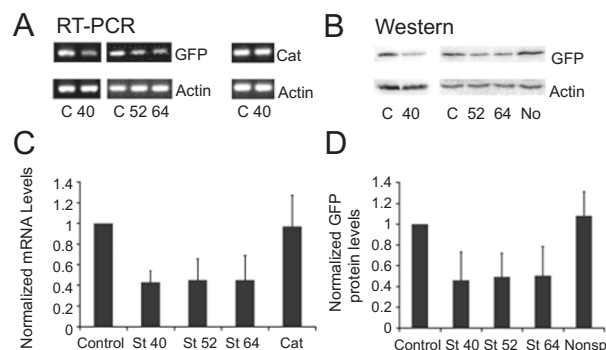 A RT-PCR
GFP
Cat
Actin
Actin
C 40 C 52 64 C 40
B Western
GFP
Actin
C 40 C 52 64 No
C
Normalized mRNA Levels
1.4
1.2
1
0.8
0.6
0.4
0.2
0
Control St 40 St 52 St 64 Cat
D
Normalized GFP
protein levels
1.4
1.2
1
0.8
0.6
0.4
0.2
0
Control St 40 St 52 St 64 Nonsp